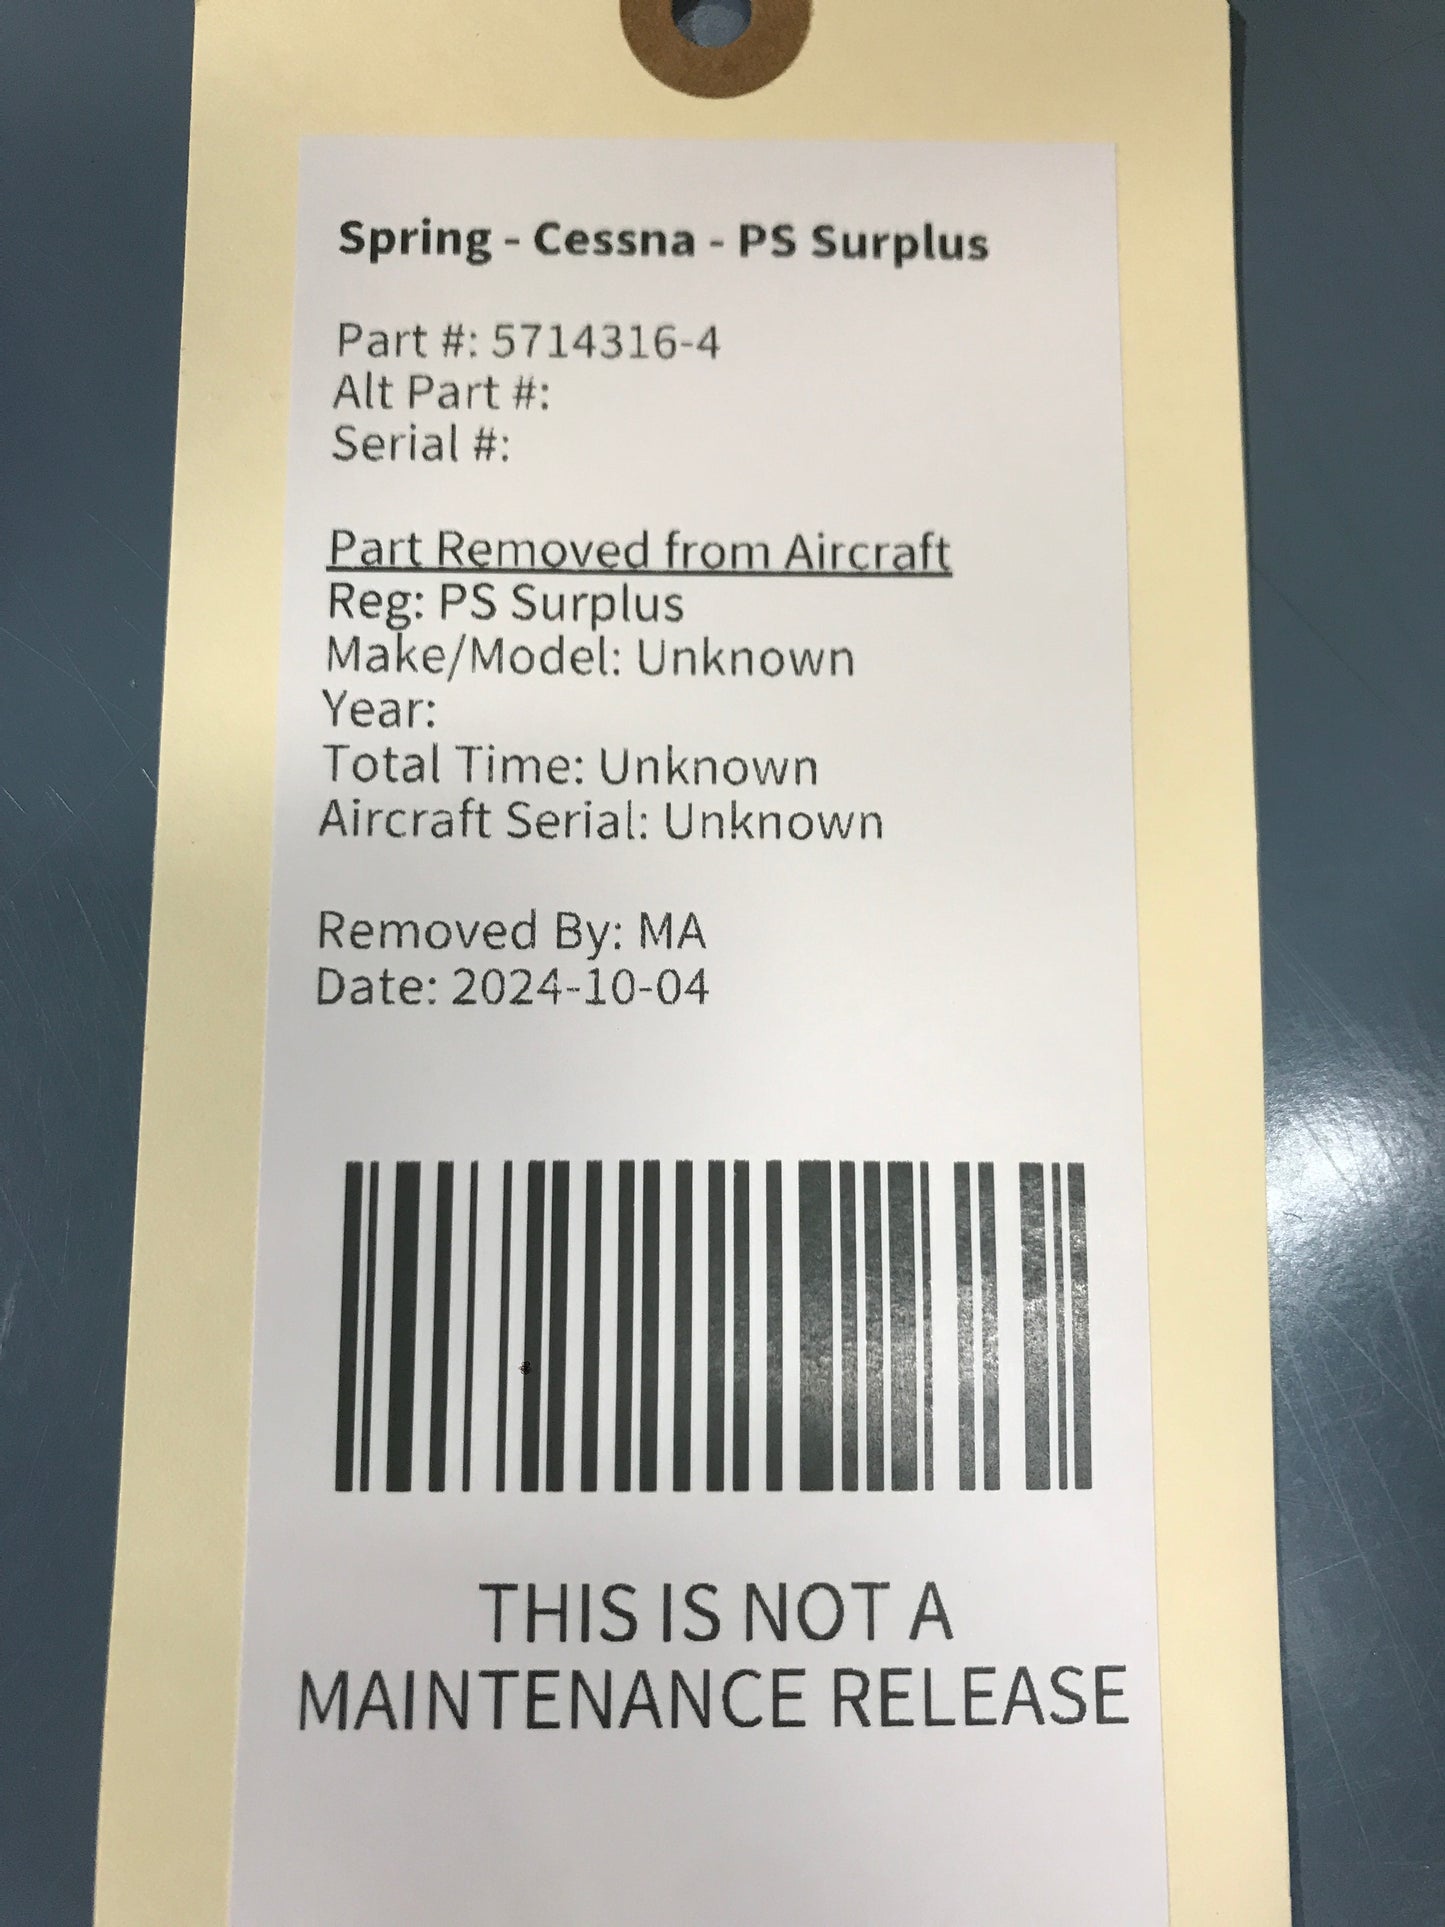 Spring - Cessna - PS Surplus
Part #: 5714316-4
Alt Part #:
Serial #:
Part Removed from Aircraft
Reg: PS Surplus
Make/Model: Unknown
Year:
Total Time: Unknown
Aircraft Serial: Unknown
Removed By: MA
Date: 2024-10-04
THIS IS NOT A
MAINTENANCE RELEASE